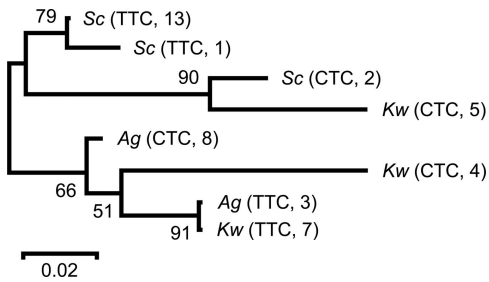 79
Sc (TTC, 13)
Sc (TTC, 1)
90
Sc (CTC, 2)
Kw (CTC, 5)
Ag (CTC, 8)
Kw (CTC, 4)
66
51
Ag (TTC, 3)
91
Kw (TTC, 7)
0.02